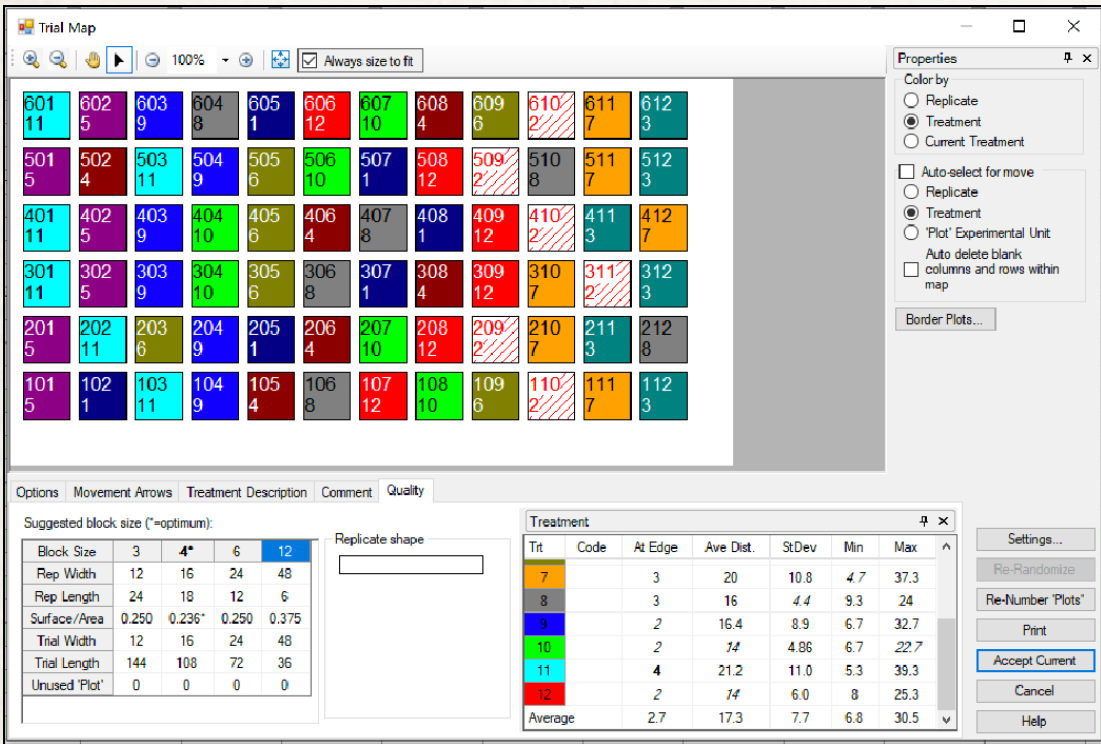 Trial Map
100%
Always size to fit
601 602 603 604 605 606 607 608 609 610 611 612
11 5 9 8 1 12 10 4 6 2 7 3
501 502 503 504 505 506 507 508 509 510 511 512
5 4 11 9 6 10 1 12 2 8 7 3
401 402 403 404 405 406 407 408 409 410 411 412
11 5 9 10 6 4 8 1 12 2 3 7
301 302 303 304 305 306 307 308 309 310 311 312
11 5 9 10 6 8 1 4 12 7 2 3
201 202 203 204 205 206 207 208 209 210 211 212
5 11 6 9 1 4 10 12 2 7 3 8
101 102 103 104 105 106 107 108 109 110 111 112
5 1 11 9 4 8 12 10 6 2 7 3
Properties
Color by
Replicate
Treatment
Current Treatment
Auto-select for move
Replicate
Treatment
'Plot' Experimental Unit
Auto delete blank
columns and rows within
map
Border Plots...
Options Movement Arrows Treatment Description Comment Quality
Suggested block size (*=optimum):
Block Size 3 4* 6 12
Rep Width 12 16 24 48
Rep Length 24 18 12 6
Surface/Area 0.250 0.236* 0.250 0.375
Trial Width 12 16 24 48
Trial Length 144 108 72 36
Unused 'Plot' 0 0 0 0
Replicate shape
Treatment
Trt Code At Edge Ave Dist. StDev Min Max
7 3 20 10.8 4.7 37.3
8 3 16 4.4 9.3 24
9 2 16.4 8.9 6.7 32.7
10 2 14 4.86 6.7 22.7
11 4 21.2 11.0 5.3 39.3
12 2 14 6.0 8 25.3
Average 2.7 17.3 7.7 6.8 30.5
Settings...
Re-Randomize
Re-Number 'Plots'
Print
Accept Current
Cancel
Help